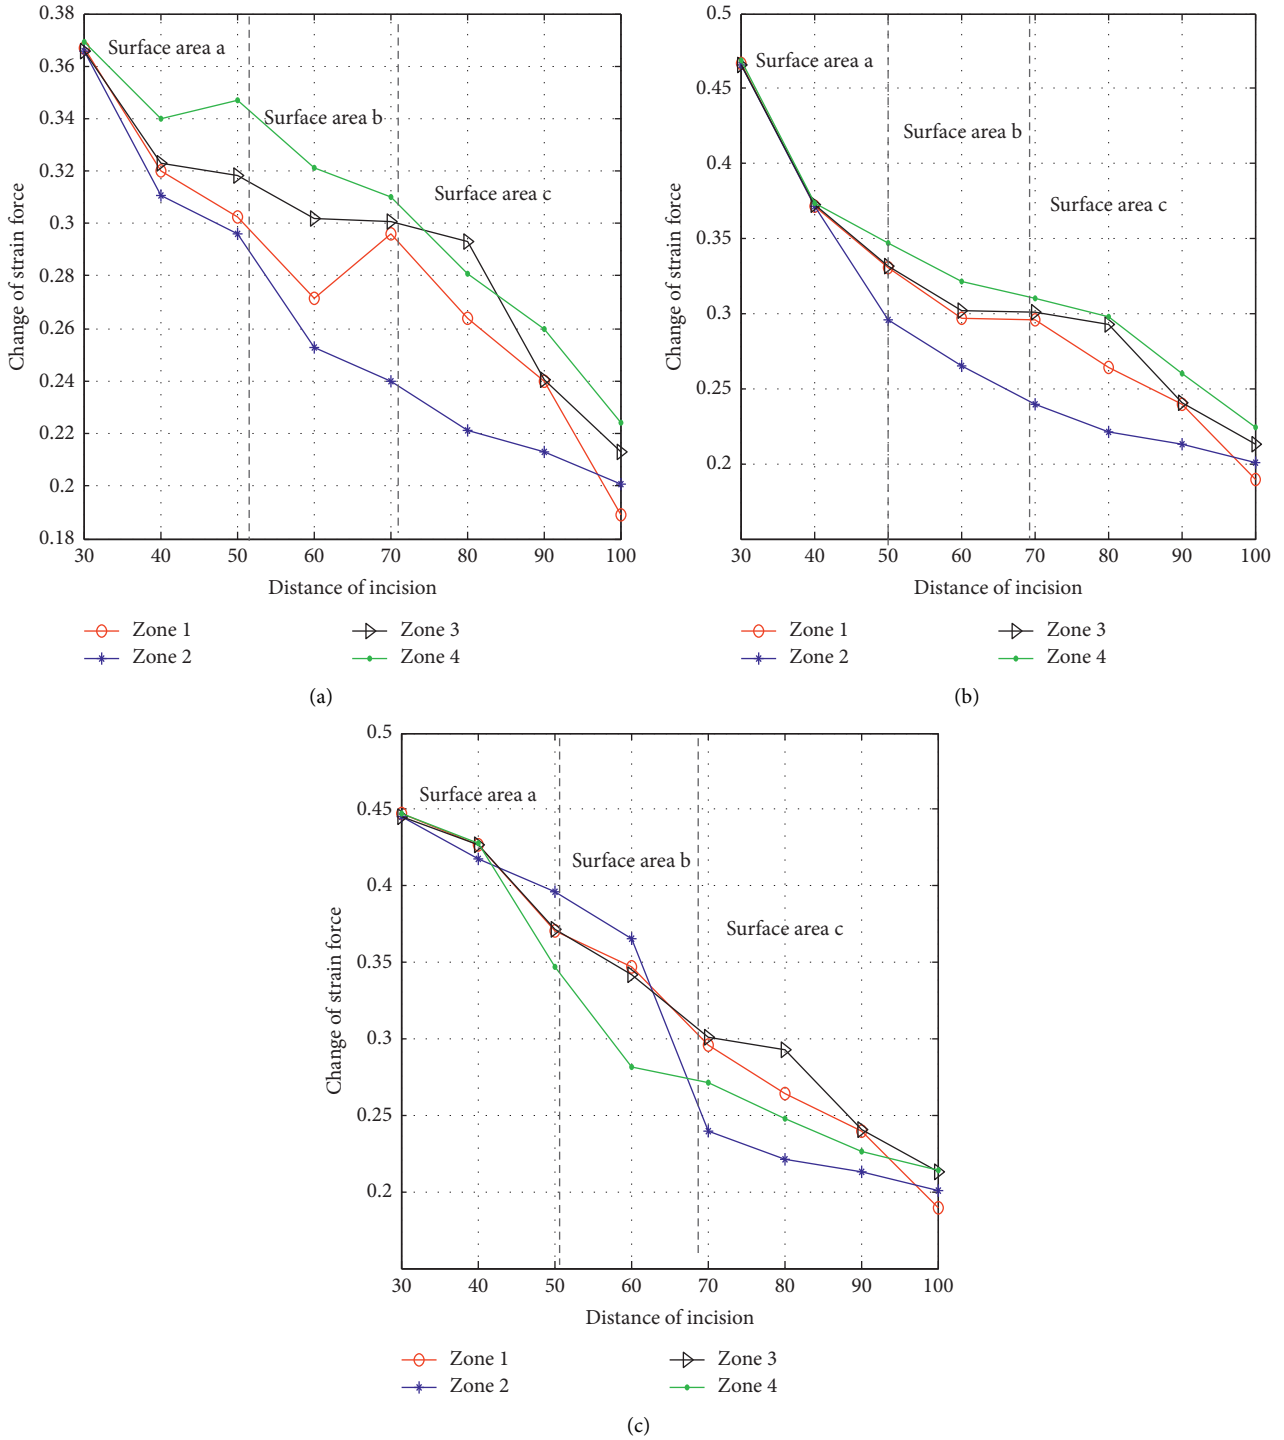 0.38
0.36
0.34
0.32
0.3
0.28
0.26
0.24
0.22
0.2
0.18
Change of strain force
Surface area a
Surface area b
Surface area c
30 40 50 60 70 80 90 100
Distance of incision
Zone 1
Zone 2
Zone 3
Zone 4
(a)
0.5
0.45
0.4
0.35
0.3
0.25
0.2
Change of strain force
Surface area a
Surface area b
Surface area c
30 40 50 60 70 80 90 100
Distance of incision
Zone 1
Zone 2
Zone 3
Zone 4
(b)
0.5
0.45
0.4
0.35
0.3
0.25
0.2
Change of strain force
Surface area a
Surface area b
Surface area c
30 40 50 60 70 80 90 100
Distance of incision
Zone 1
Zone 2
Zone 3
Zone 4
(c)